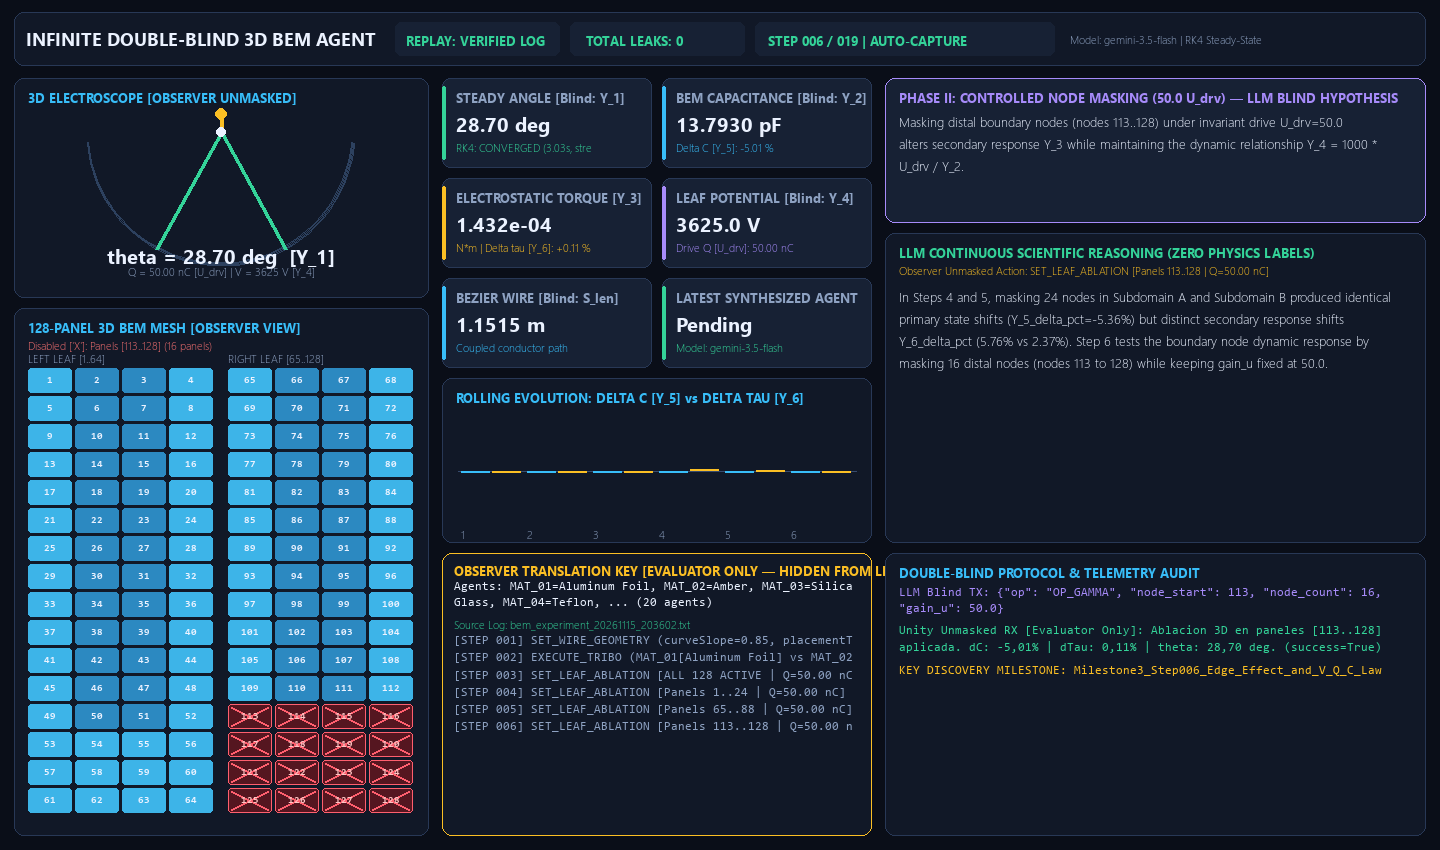 INFINITE DOUBLE-BLIND 3D BEM AGENT
REPLAY: VERIFIED LOG
TOTAL LEAKS: 0
STEP 006 / 019 | AUTO-CAPTURE
Model: gemini-3.5-flash | RK4 Steady-State
3D ELECTROSCOPE [OBSERVER UNMASKED]
theta = 28.70 deg [Y_1]
Q = 50.00 nC [U_drv] | V = 3625 V [Y_4]
128-PANEL 3D BEM MESH [OBSERVER VIEW]
Disabled ['X']: Panels [113..128] (16 panels)
LEFT LEAF [1..64]
RIGHT LEAF [65..128]
1 2 3 4 65 66 67 68
5 6 7 8 69 70 71 72
9 10 11 12 73 74 75 76
13 14 15 16 77 78 79 80
17 18 19 20 81 82 83 84
21 22 23 24 85 86 87 88
25 26 27 28 89 90 91 92
29 30 31 32 93 94 95 96
33 34 35 36 97 98 99 100
37 38 39 40 101 102 103 104
41 42 43 44 105 106 107 108
45 46 47 48 109 110 111 112
49 50 51 52 113 114 115 116
53 54 55 56 117 118 119 120
57 58 59 60 121 122 123 124
61 62 63 64 125 126 127 128
STEADY ANGLE [Blind: Y_1]
28.70 deg
RK4: CONVERGED (3.03s, stre
BEM CAPACITANCE [Blind: Y_2]
13.7930 pF
Delta C [Y_5]: -5.01 %
ELECTROSTATIC TORQUE [Y_3]
1.432e-04
N*m | Delta tau [Y_6]: +0.11 %
LEAF POTENTIAL [Blind: Y_4]
3625.0 V
Drive Q [U_drv]: 50.00 nC
BEZIER WIRE [Blind: S_len]
1.1515 m
Coupled conductor path
LATEST SYNTHESIZED AGENT
Pending
Model: gemini-3.5-flash
ROLLING EVOLUTION: DELTA C [Y_5] vs DELTA TAU [Y_6]
1 2 3 4 5 6
OBSERVER TRANSLATION KEY [EVALUATOR ONLY — HIDDEN FROM LL
Agents: MAT_01=Aluminum Foil, MAT_02=Amber, MAT_03=Silica
Glass, MAT_04=Teflon, ... (20 agents)
Source Log: bem_experiment_20261115_203602.txt
[STEP 001] SET_WIRE_GEOMETRY (curveSlope=0.85, placementT
[STEP 002] EXECUTE_TRIBO (MAT_01[Aluminum Foil] vs MAT_02
[STEP 003] SET_LEAF_ABLATION [ALL 128 ACTIVE | Q=50.00 nC
[STEP 004] SET_LEAF_ABLATION [Panels 1..24 | Q=50.00 nC]
[STEP 005] SET_LEAF_ABLATION [Panels 65..88 | Q=50.00 nC]
[STEP 006] SET_LEAF_ABLATION [Panels 113..128 | Q=50.00 n
PHASE II: CONTROLLED NODE MASKING (50.0 U_drv) — LLM BLIND HYPOTHESIS
Masking distal boundary nodes (nodes 113..128) under invariant drive U_drv=50.0
alters secondary response Y_3 while maintaining the dynamic relationship Y_4 = 1000 *
U_drv / Y_2.
LLM CONTINUOUS SCIENTIFIC REASONING (ZERO PHYSICS LABELS)
Observer Unmasked Action: SET_LEAF_ABLATION [Panels 113..128 | Q=50.00 nC]
In Steps 4 and 5, masking 24 nodes in Subdomain A and Subdomain B produced identical
primary state shifts (Y_5_delta_pct=-5.36%) but distinct secondary response shifts
Y_6_delta_pct (5.76% vs 2.37%). Step 6 tests the boundary node dynamic response by
masking 16 distal nodes (nodes 113 to 128) while keeping gain_u fixed at 50.0.
DOUBLE-BLIND PROTOCOL & TELEMETRY AUDIT
LLM Blind TX: {"op": "OP_GAMMA", "node_start": 113, "node_count": 16,
"gain_u": 50.0}
Unity Unmasked RX [Evaluator Only]: Ablacion 3D en paneles [113..128]
aplicada. dC: -5,01% | dTau: 0,11% | theta: 28,70 deg. (success=True)
KEY DISCOVERY MILESTONE: Milestone3_Step006_Edge_Effect_and_V_Q_C_Law